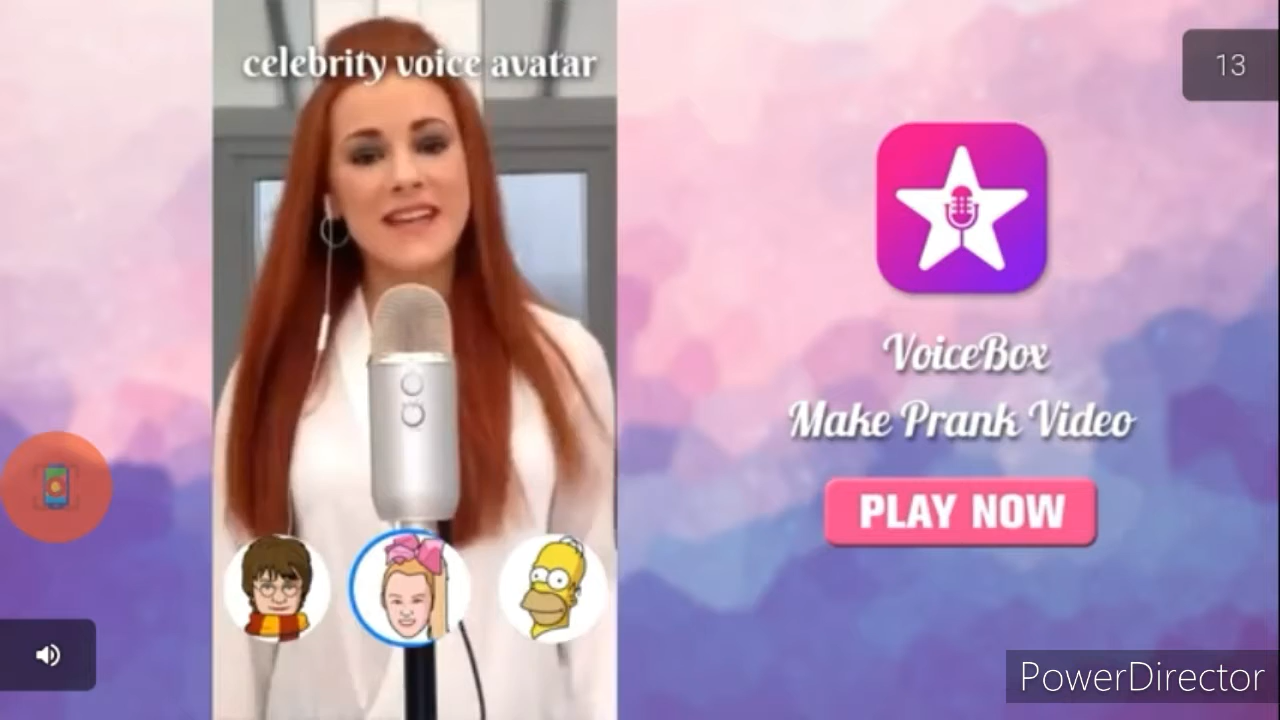 celebrity voice avatar
13
VoiceBox
Make Prank Video
PLAY NOW
PowerDirector